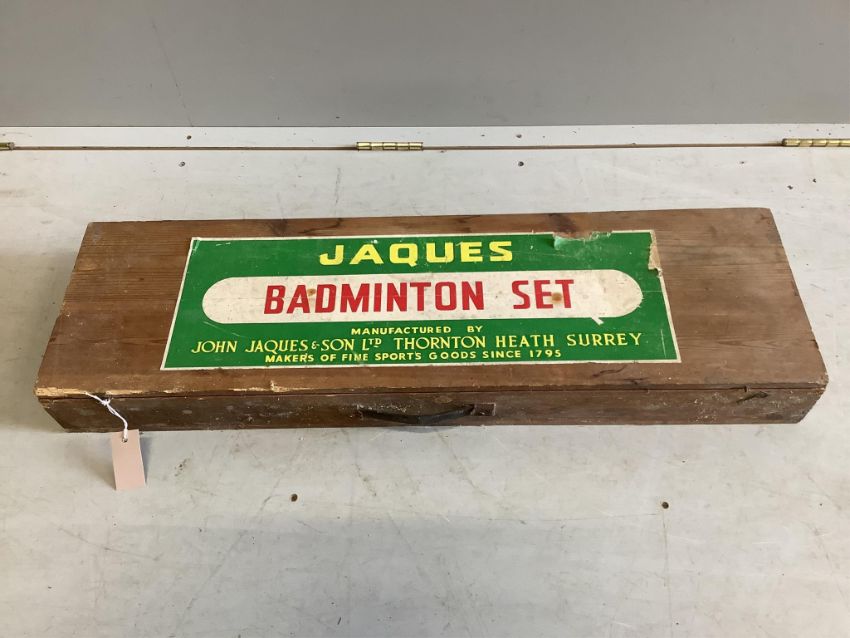 JAQUES
BADMINTON SET
MANUFACTURED BY
JOHN JAQUES & SON LTD THORNTON HEATH SURREY
MAKERS OF FINE SPORTS GOODS SINCE 1795